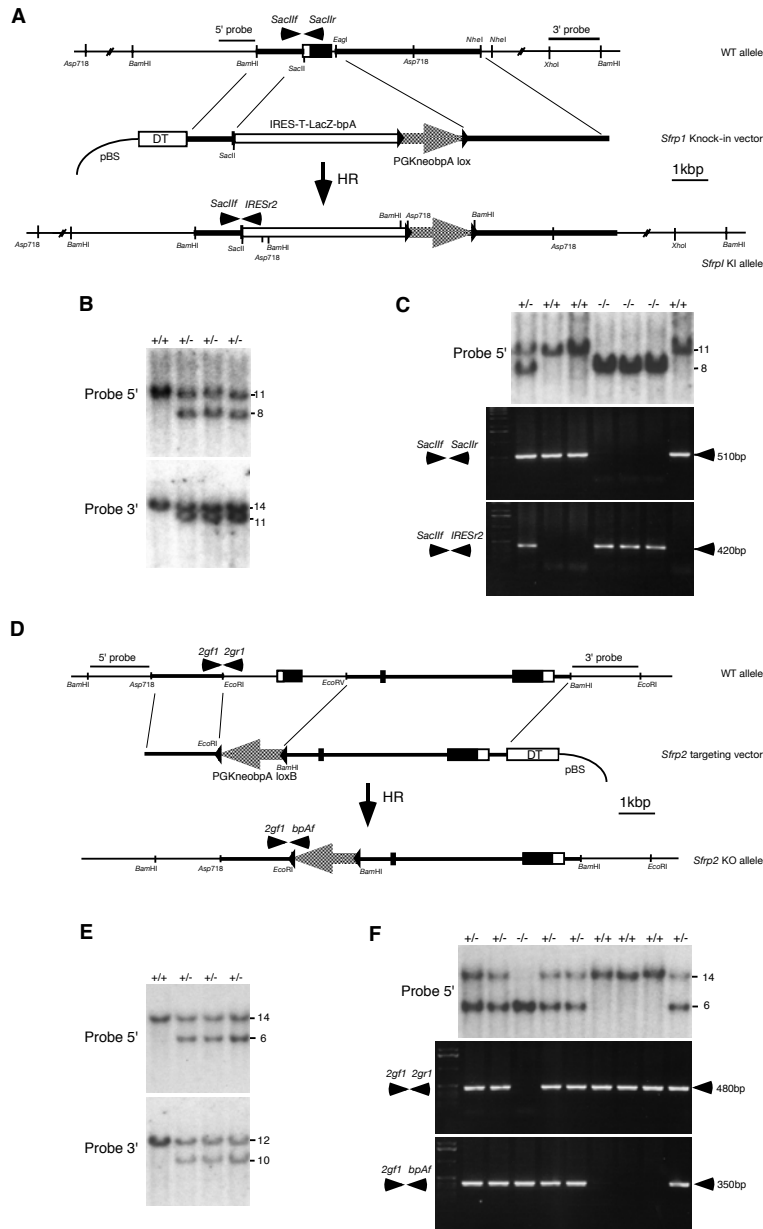 A
SacIIf SacIIr
5' probe
EagI
NheI NheI
3' probe
WT allele
Asp718 BamHI BamHI SacII Asp718 XhoI BamHI
IRES-T-LacZ-bpA
DT
Sfrp1 Knock-in vector
pBS
SacII
PGKneobpA lox
HR
1kbp
SacIIf IRESr2
BamHI Asp718 BamHI
Asp718 BamHI BamHI SacII BamHI Asp718 XhoI BamHI
Asp718
SfrpI KI allele
B
+/+ +/- +/- +/-
Probe 5'
11
8
Probe 3'
14
11
C
+/- +/+ +/+ -/- -/- -/- +/+
Probe 5'
11
8
SacIIf SacIIr
510bp
SacIIf IRESr2
420bp
D
5' probe
2gf1 2gr1
3' probe
WT allele
BamHI Asp718 EcoRI EcoRV BamHI EcoRI
EcoRI
DT
Sfrp2 targeting vector
BamHI
PGKneobpA loxB
pBS
HR
1kbp
2gf1 bpAf
BamHI Asp718 EcoRI BamHI BamHI EcoRI
Sfrp2 KO allele
E
+/+ +/- +/- +/-
Probe 5'
14
6
Probe 3'
12
10
F
+/- +/- -/- +/- +/- +/+ +/+ +/+ +/-
Probe 5'
14
6
2gf1 2gr1
480bp
2gf1 bpAf
350bp